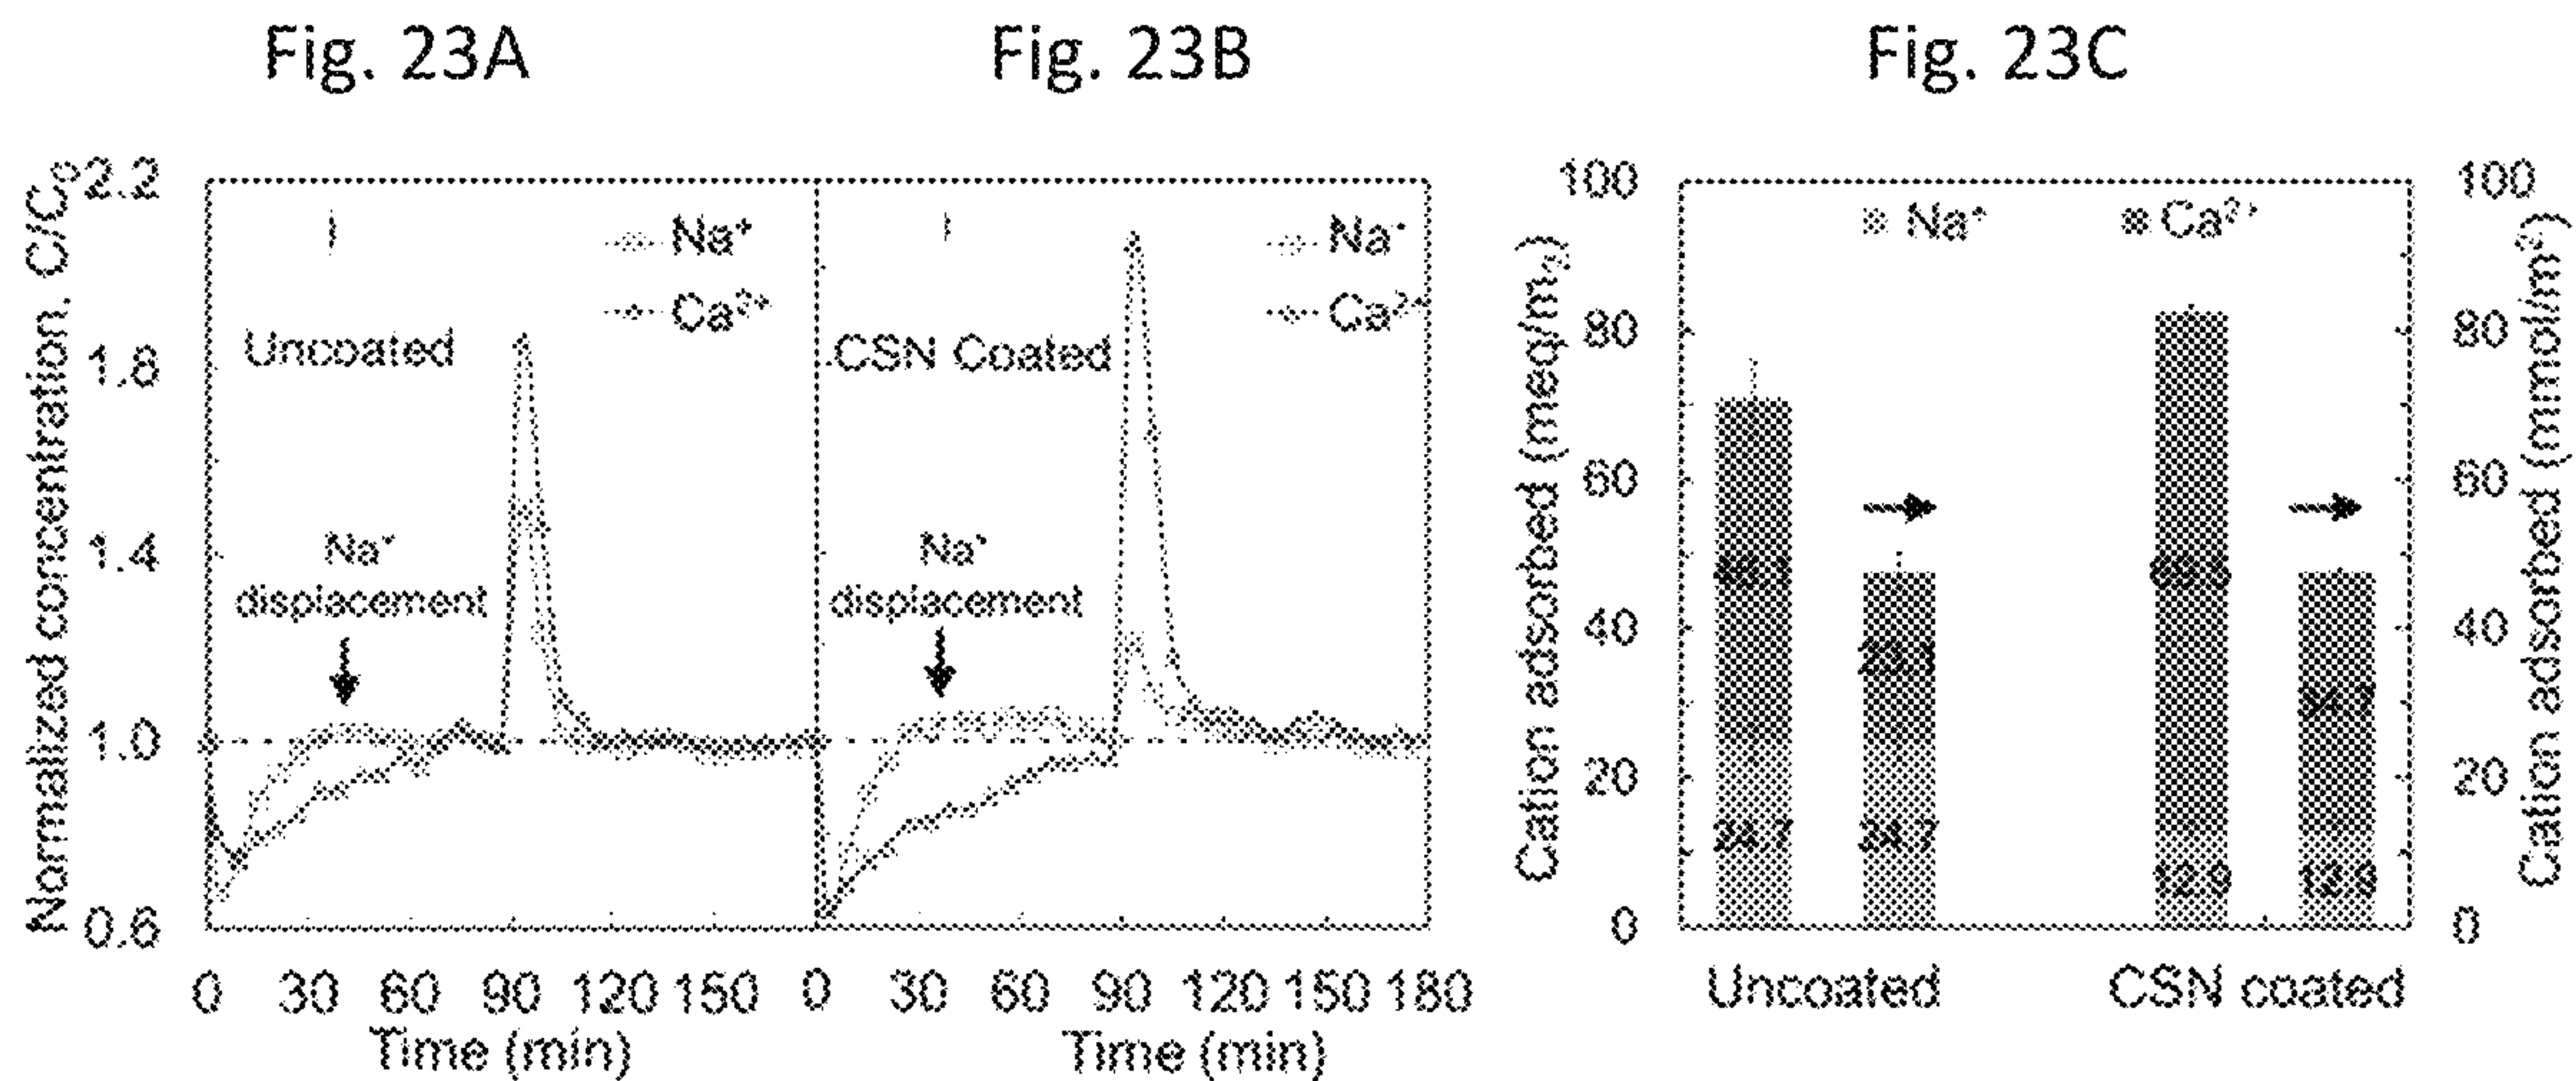 Fig. 23A
Fig. 23B
Fig. 23C
Normalized concentration, C/C₀
2.2
1.8
1.4
1.0
0.6
Na⁺
Ca²⁺
Uncoated
Na⁺
displacement
0 30 60 90 120 150
Time (min)
Na⁺
Ca²⁺
CSN Coated
Na⁺
displacement
0 30 60 90 120 150 180
Time (min)
Cation adsorbed (meq/m²)
100
80
60
40
20
0
Na⁺
Ca²⁺
24.7
24.7
23.1
12.9
12.9
34.7
Uncoated
CSN coated
100
80
60
40
20
0
Cation adsorbed (mmol/m²)